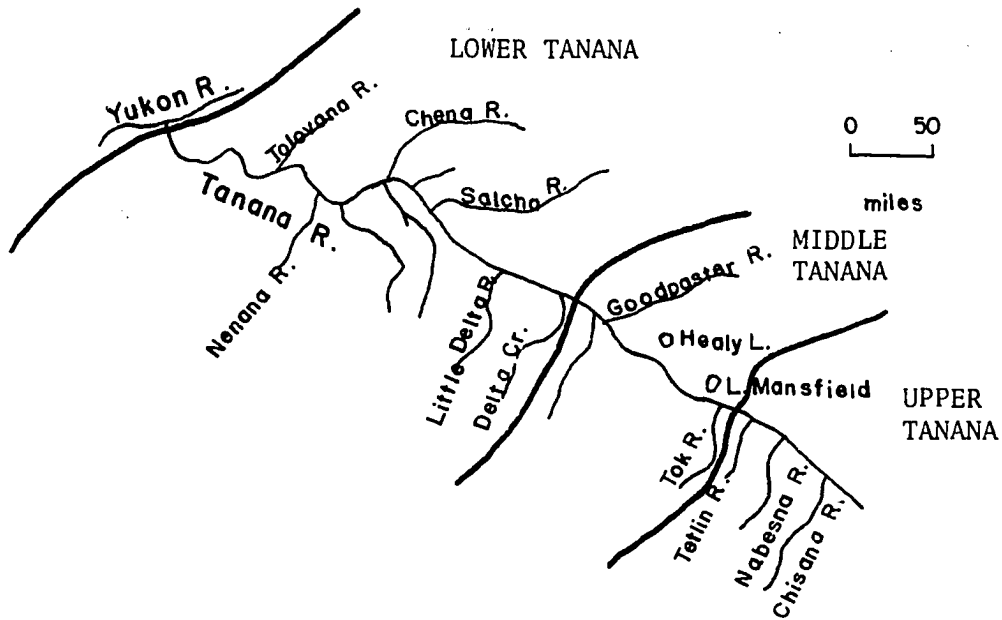 LOWER TANANA
Yukon R.
Tolovana R.
Chena R.
0 50
miles
Tanana R.
Salcha R.
Nenana R.
MIDDLE
TANANA
Goodpaster R.
Little Delta R.
Delta Cr.
Healy L.
L. Mansfield
UPPER
TANANA
Tok R.
Tetlin R.
Nabesna R.
Chisana R.